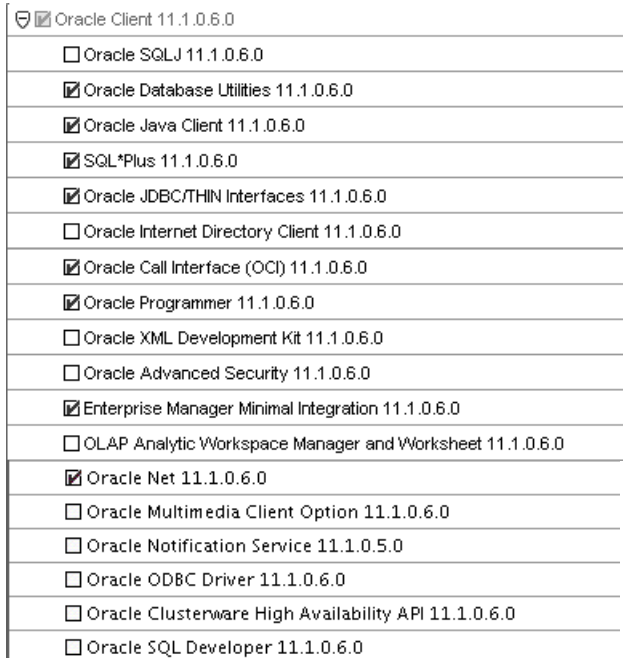 Oracle Client 11.1.0.6.0
Oracle SQLJ 11.1.0.6.0
Oracle Database Utilities 11.1.0.6.0
Oracle Java Client 11.1.0.6.0
SQL*Plus 11.1.0.6.0
Oracle JDBC/THIN Interfaces 11.1.0.6.0
Oracle Internet Directory Client 11.1.0.6.0
Oracle Call Interface (OCI) 11.1.0.6.0
Oracle Programmer 11.1.0.6.0
Oracle XML Development Kit 11.1.0.6.0
Oracle Advanced Security 11.1.0.6.0
Enterprise Manager Minimal Integration 11.1.0.6.0
OLAP Analytic Workspace Manager and Worksheet 11.1.0.6.0
Oracle Net 11.1.0.6.0
Oracle Multimedia Client Option 11.1.0.6.0
Oracle Notification Service 11.1.0.5.0
Oracle ODBC Driver 11.1.0.6.0
Oracle Clusterware High Availability API 11.1.0.6.0
Oracle SQL Developer 11.1.0.6.0